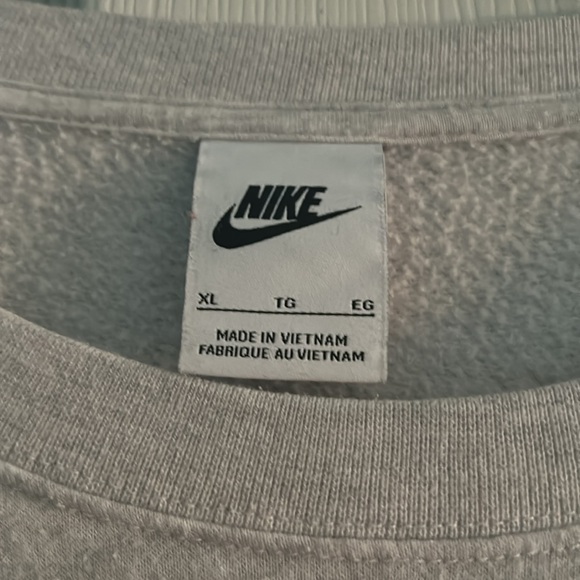 NIKE
XL TG EG
MADE IN VIETNAM
FABRIQUE AU VIETNAM